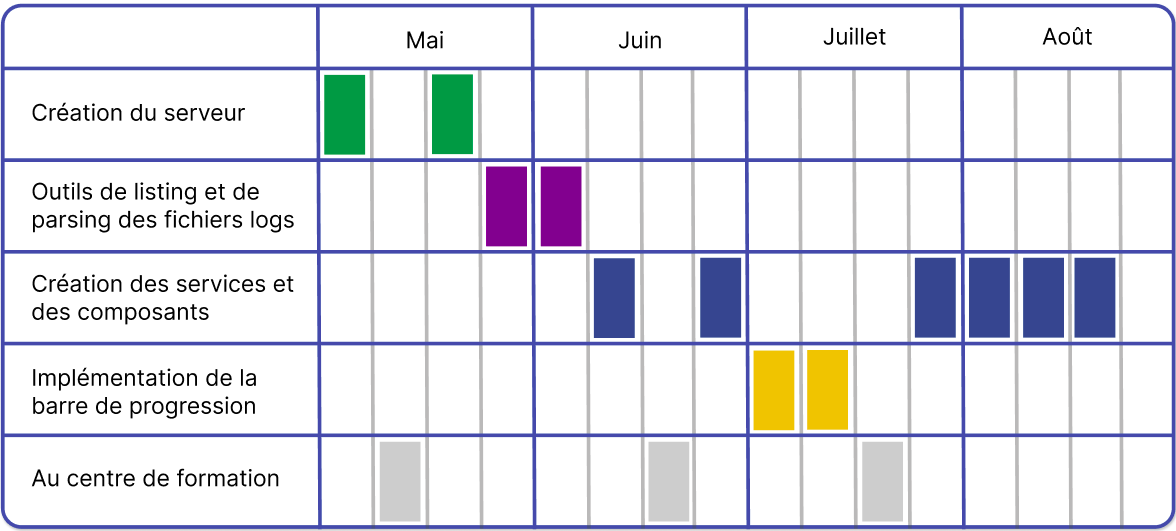 Mai
Juin
Juillet
Août
Création du serveur
Outils de listing et de
parsing des fichiers logs
Création des services et
des composants
Implémentation de la
barre de progression
Au centre de formation